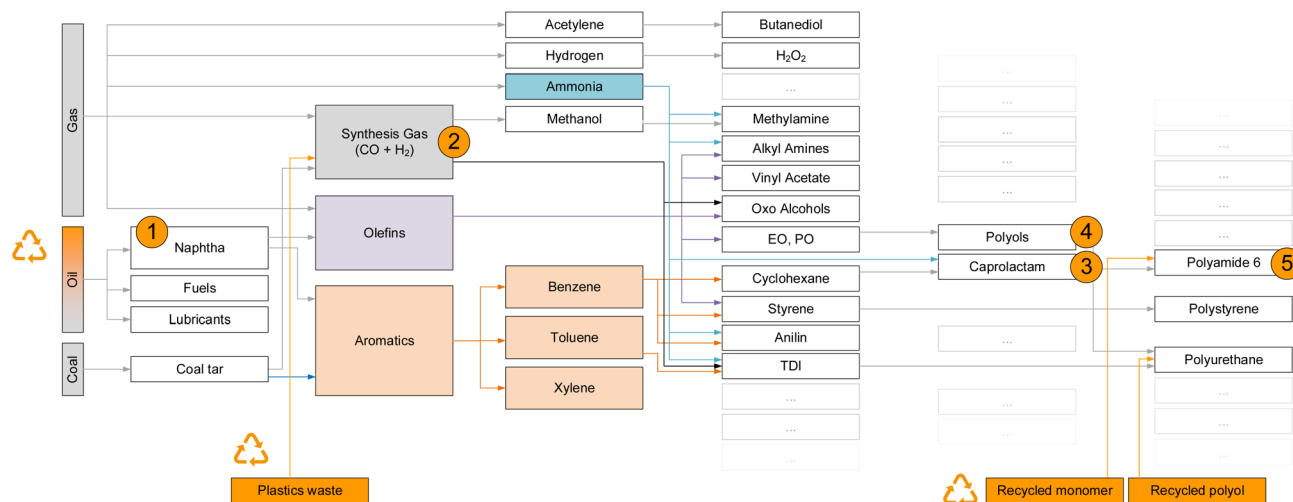 Gas
Oil
Coal
1
Naphtha
Fuels
Lubricants
Coal tar
Synthesis Gas
(CO + H₂)
2
Olefins
Aromatics
Acetylene
Hydrogen
Ammonia
Methanol
Benzene
Toluene
Xylene
Butanediol
H₂O₂
...
Methylamine
Alkyl Amines
Vinyl Acetate
Oxo Alcohols
EO, PO
Cyclohexane
Styrene
Anilin
TDI
...
...
...
...
...
...
...
...
Polyols
4
Caprolactam
3
...
...
...
...
...
...
...
...
...
Polyamide 6
5
Polystyrene
Polyurethane
...
...
...
Plastics waste
Recycled monomer
Recycled polyol